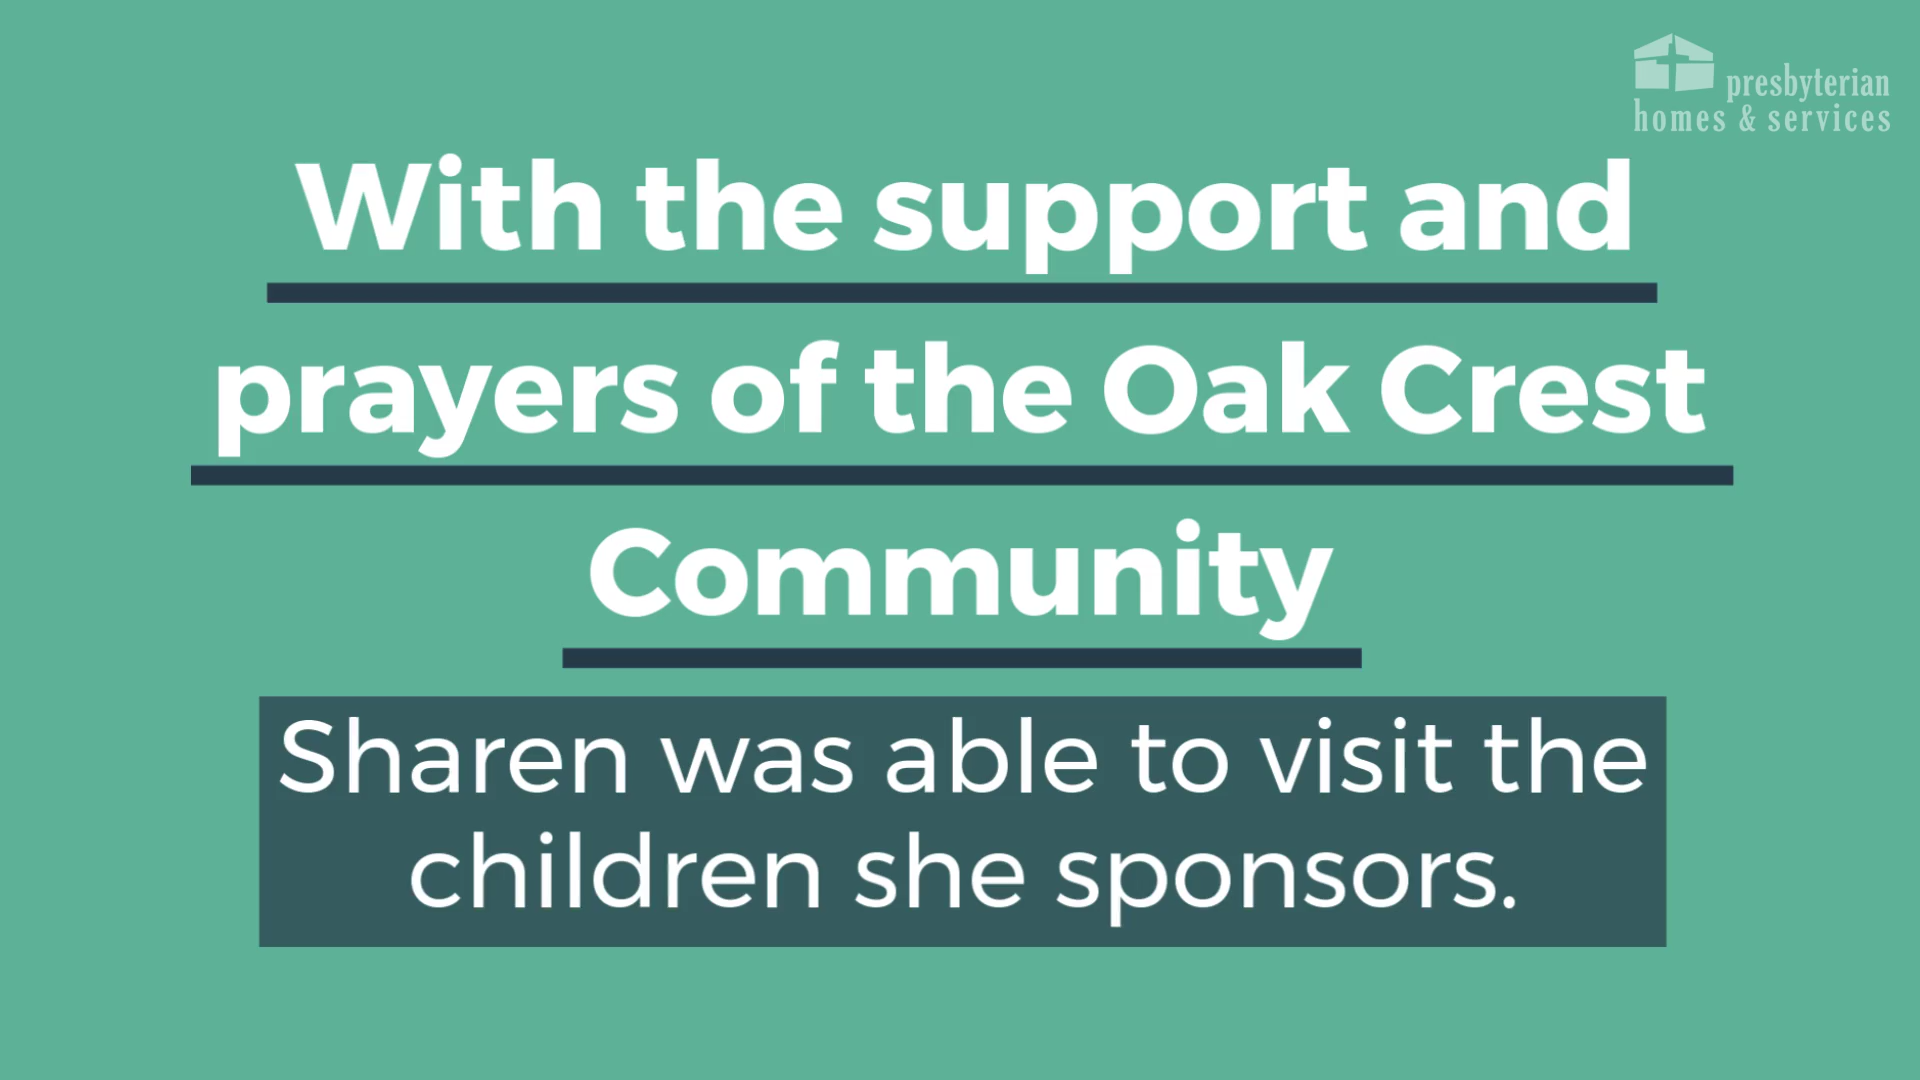 presbyterian
homes & services
With the support and
prayers of the Oak Crest
Community
Sharen was able to visit the
children she sponsors.